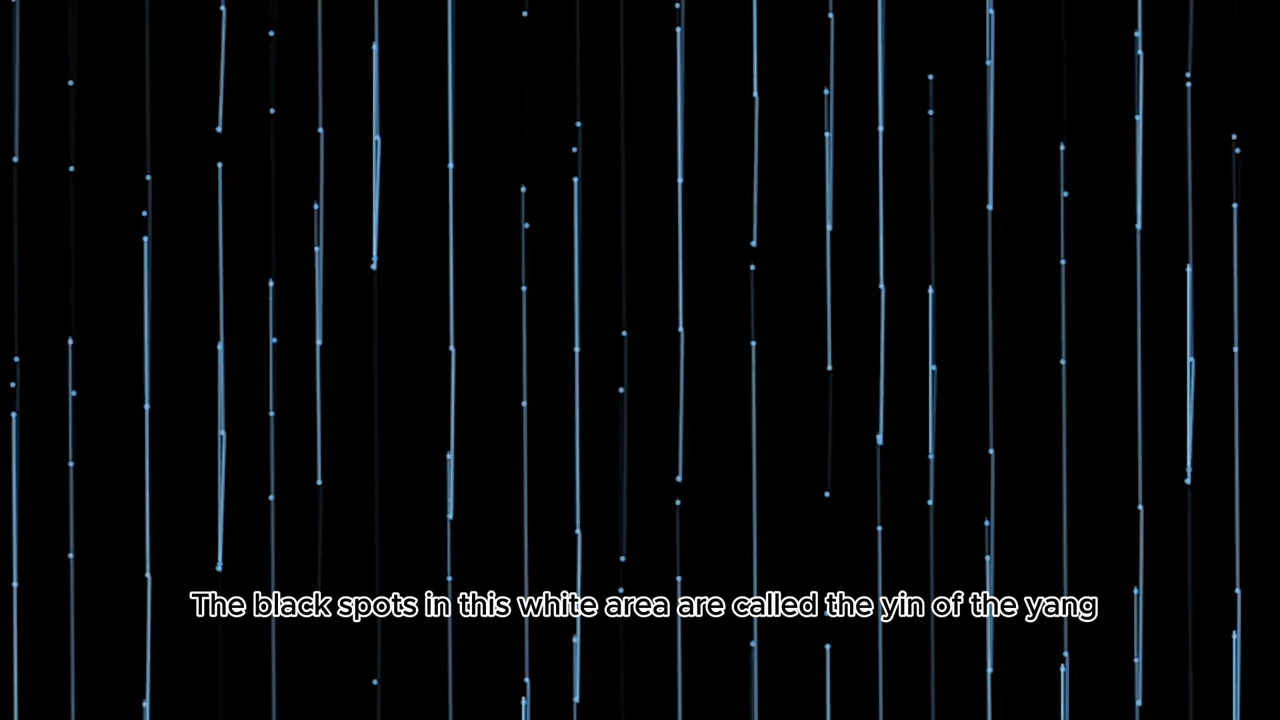 The black spots in this white area are called the yin of the yang